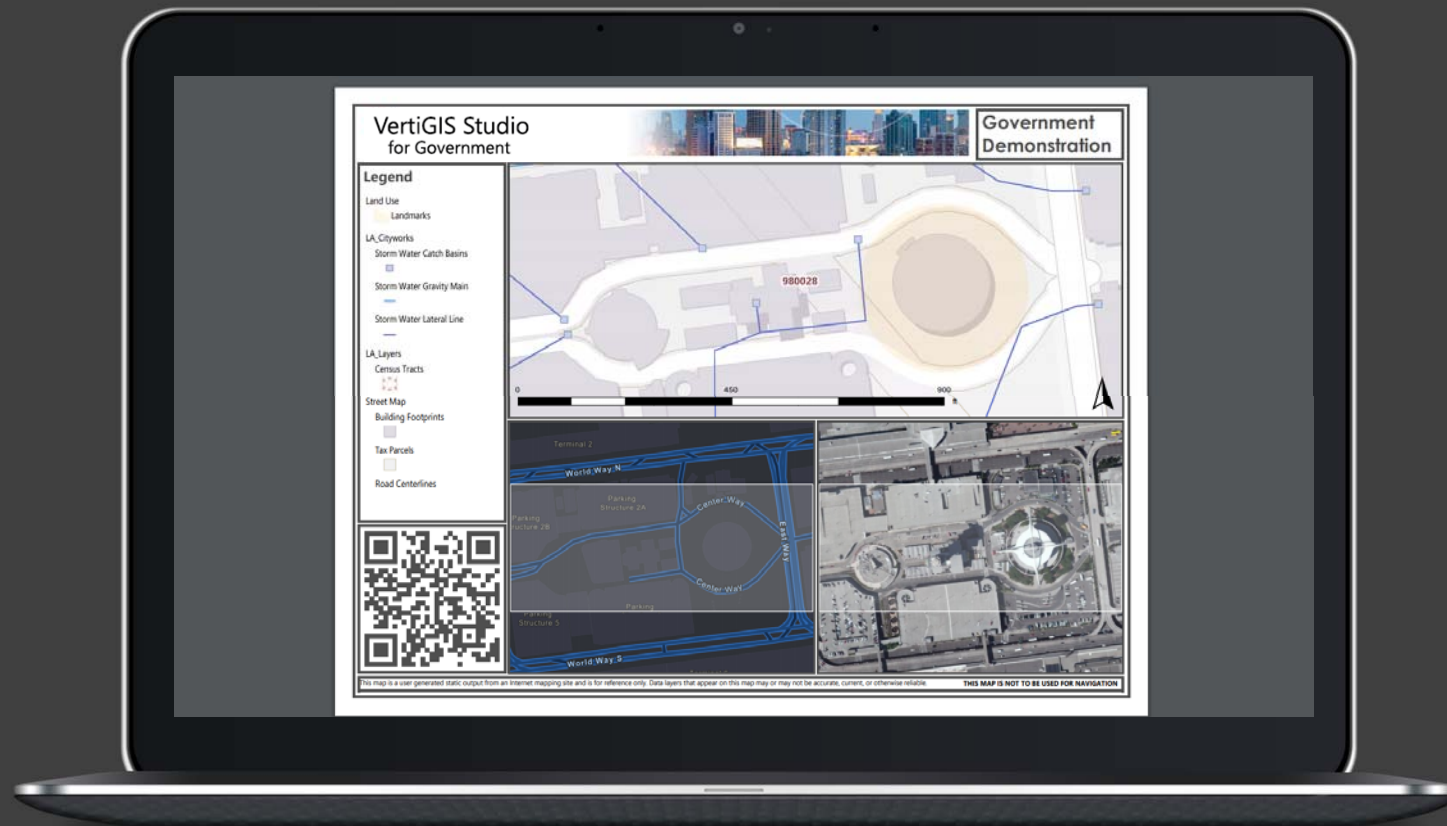 VertiGIS Studio
for Government
Government
Demonstration
Legend
Land Use
Landmarks
LA_Cityworks
Storm Water Catch Basins
Storm Water Gravity Main
Storm Water Lateral Line
LA_Layers
Census Tracts
Street Map
Building Footprints
Tax Parcels
Road Centerlines
980028
0 450 900
ft
Terminal 2
World Way N
Parking
Structure 2A
Parking
ructure 2B
Center Way
East Way
Center Way
Parking
Parking
Structure 5
World Way S
This map is a user generated static output from an Internet mapping site and is for reference only. Data layers that appear on this map may or may not be accurate, current, or otherwise reliable.
THIS MAP IS NOT TO BE USED FOR NAVIGATION